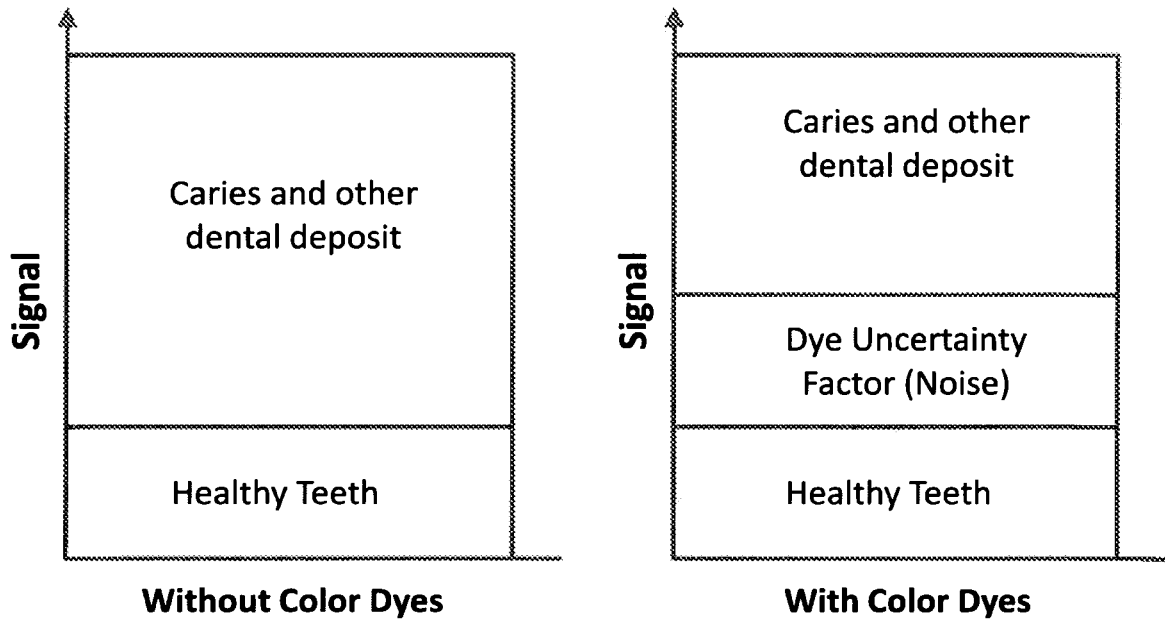 Signal
Caries and other
dental deposit
Healthy Teeth
Without Color Dyes
Signal
Caries and other
dental deposit
Dye Uncertainty
Factor (Noise)
Healthy Teeth
With Color Dyes